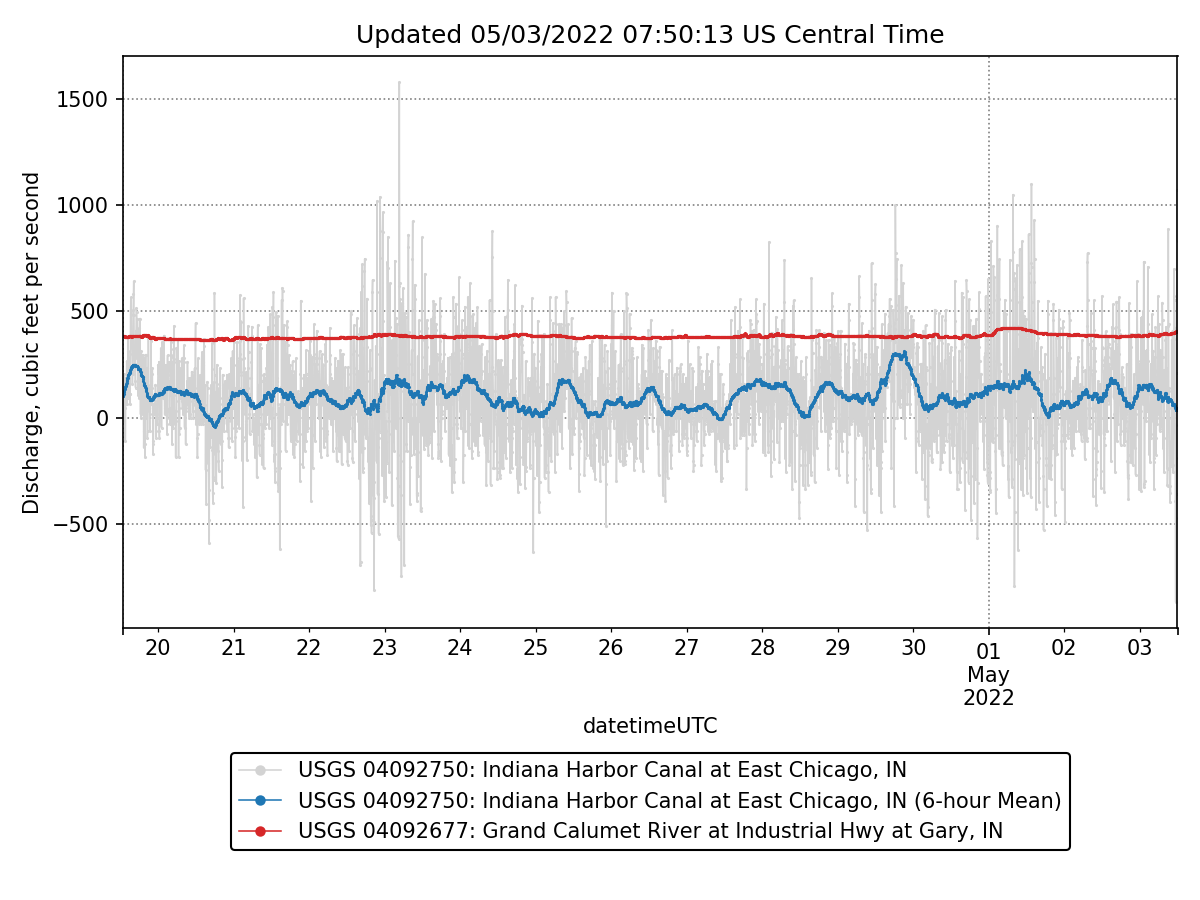 Updated 05/03/2022 07:50:13 US Central Time
Discharge, cubic feet per second
1500
1000
500
0
−500
20 21 22 23 24 25 26 27 28 29 30 01 02 03
May
2022
datetimeUTC
USGS 04092750: Indiana Harbor Canal at East Chicago, IN
USGS 04092750: Indiana Harbor Canal at East Chicago, IN (6-hour Mean)
USGS 04092677: Grand Calumet River at Industrial Hwy at Gary, IN